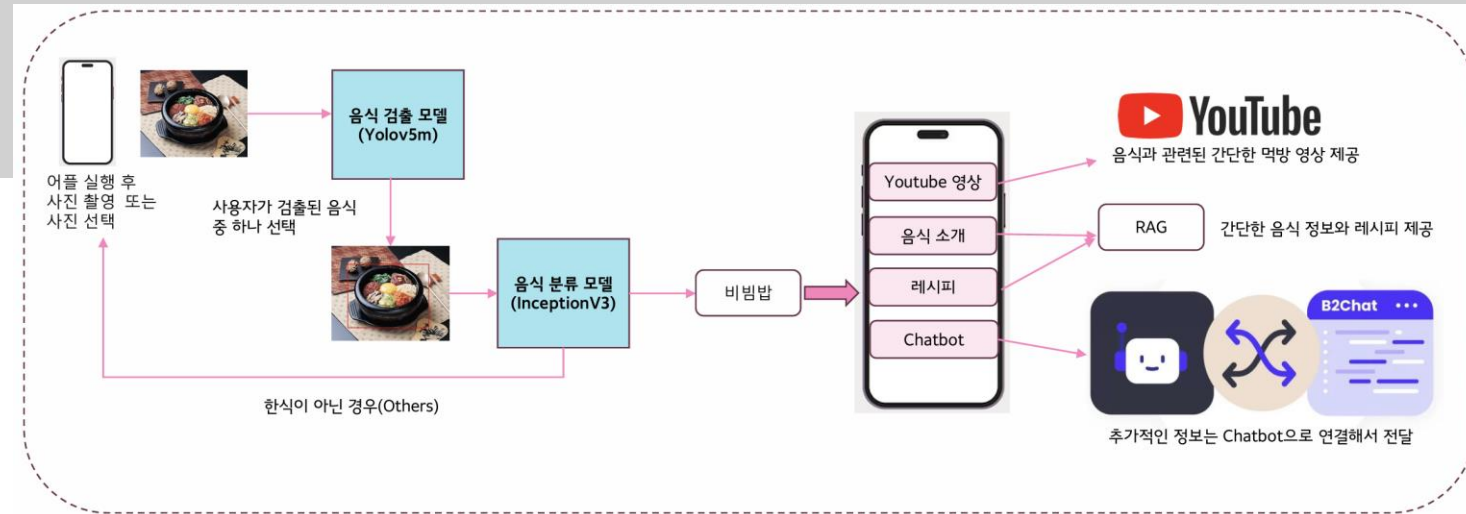 어플 실행 후
사진 촬영 또는
사진 선택
음식 검출 모델
(Yolov5m)
사용자가 검출된 음식
중 하나 선택
음식 분류 모델
(InceptionV3)
한식이 아닌 경우(Others)
비빔밥
Youtube 영상
음식 소개
레시피
Chatbot
YouTube
음식과 관련된 간단한 먹방 영상 제공
RAG
간단한 음식 정보와 레시피 제공
B2Chat
추가적인 정보는 Chatbot으로 연결해서 전달